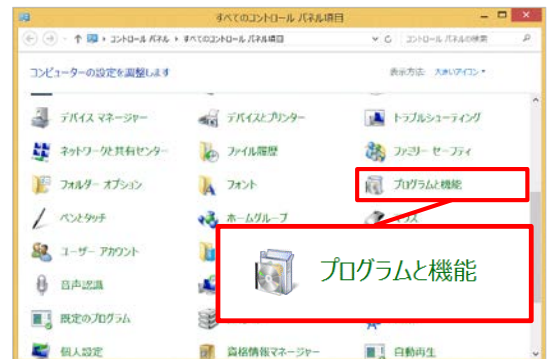 すべてのコントロール パネル項目
コントロール パネル ▸ すべてのコントロール パネル項目
コントロール パネルの検索
コンピューターの設定を調整します
表示方法: 大きいアイコン
デバイス マネージャー
デバイスとプリンター
トラブルシューティング
ネットワークと共有センター
ファイル履歴
ファミリー セーフティ
フォルダー オプション
フォント
プログラムと機能
ペンとタッチ
ホームグループ
マウス
ユーザー アカウント
プログラムと機能
音声認識
既定のプログラム
個人設定
資格情報マネージャー
自動再生